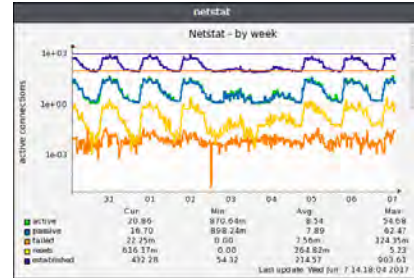 netstat
Netstat - by week
active connections
1e+03
1e+00
1e-03
31 01 02 03 04 05 06 07
Cur: Min: Avg: Max:
active 20.86 870.64m 8.54 54.68
passive 16.70 898.24m 7.89 62.47
failed 22.25m 0.00 7.56m 324.35m
resets 616.37m 0.00 264.82m 5.23
established 432.28 54.32 214.57 903.61
Last update: Wed Jun 7 14:18:04 2017